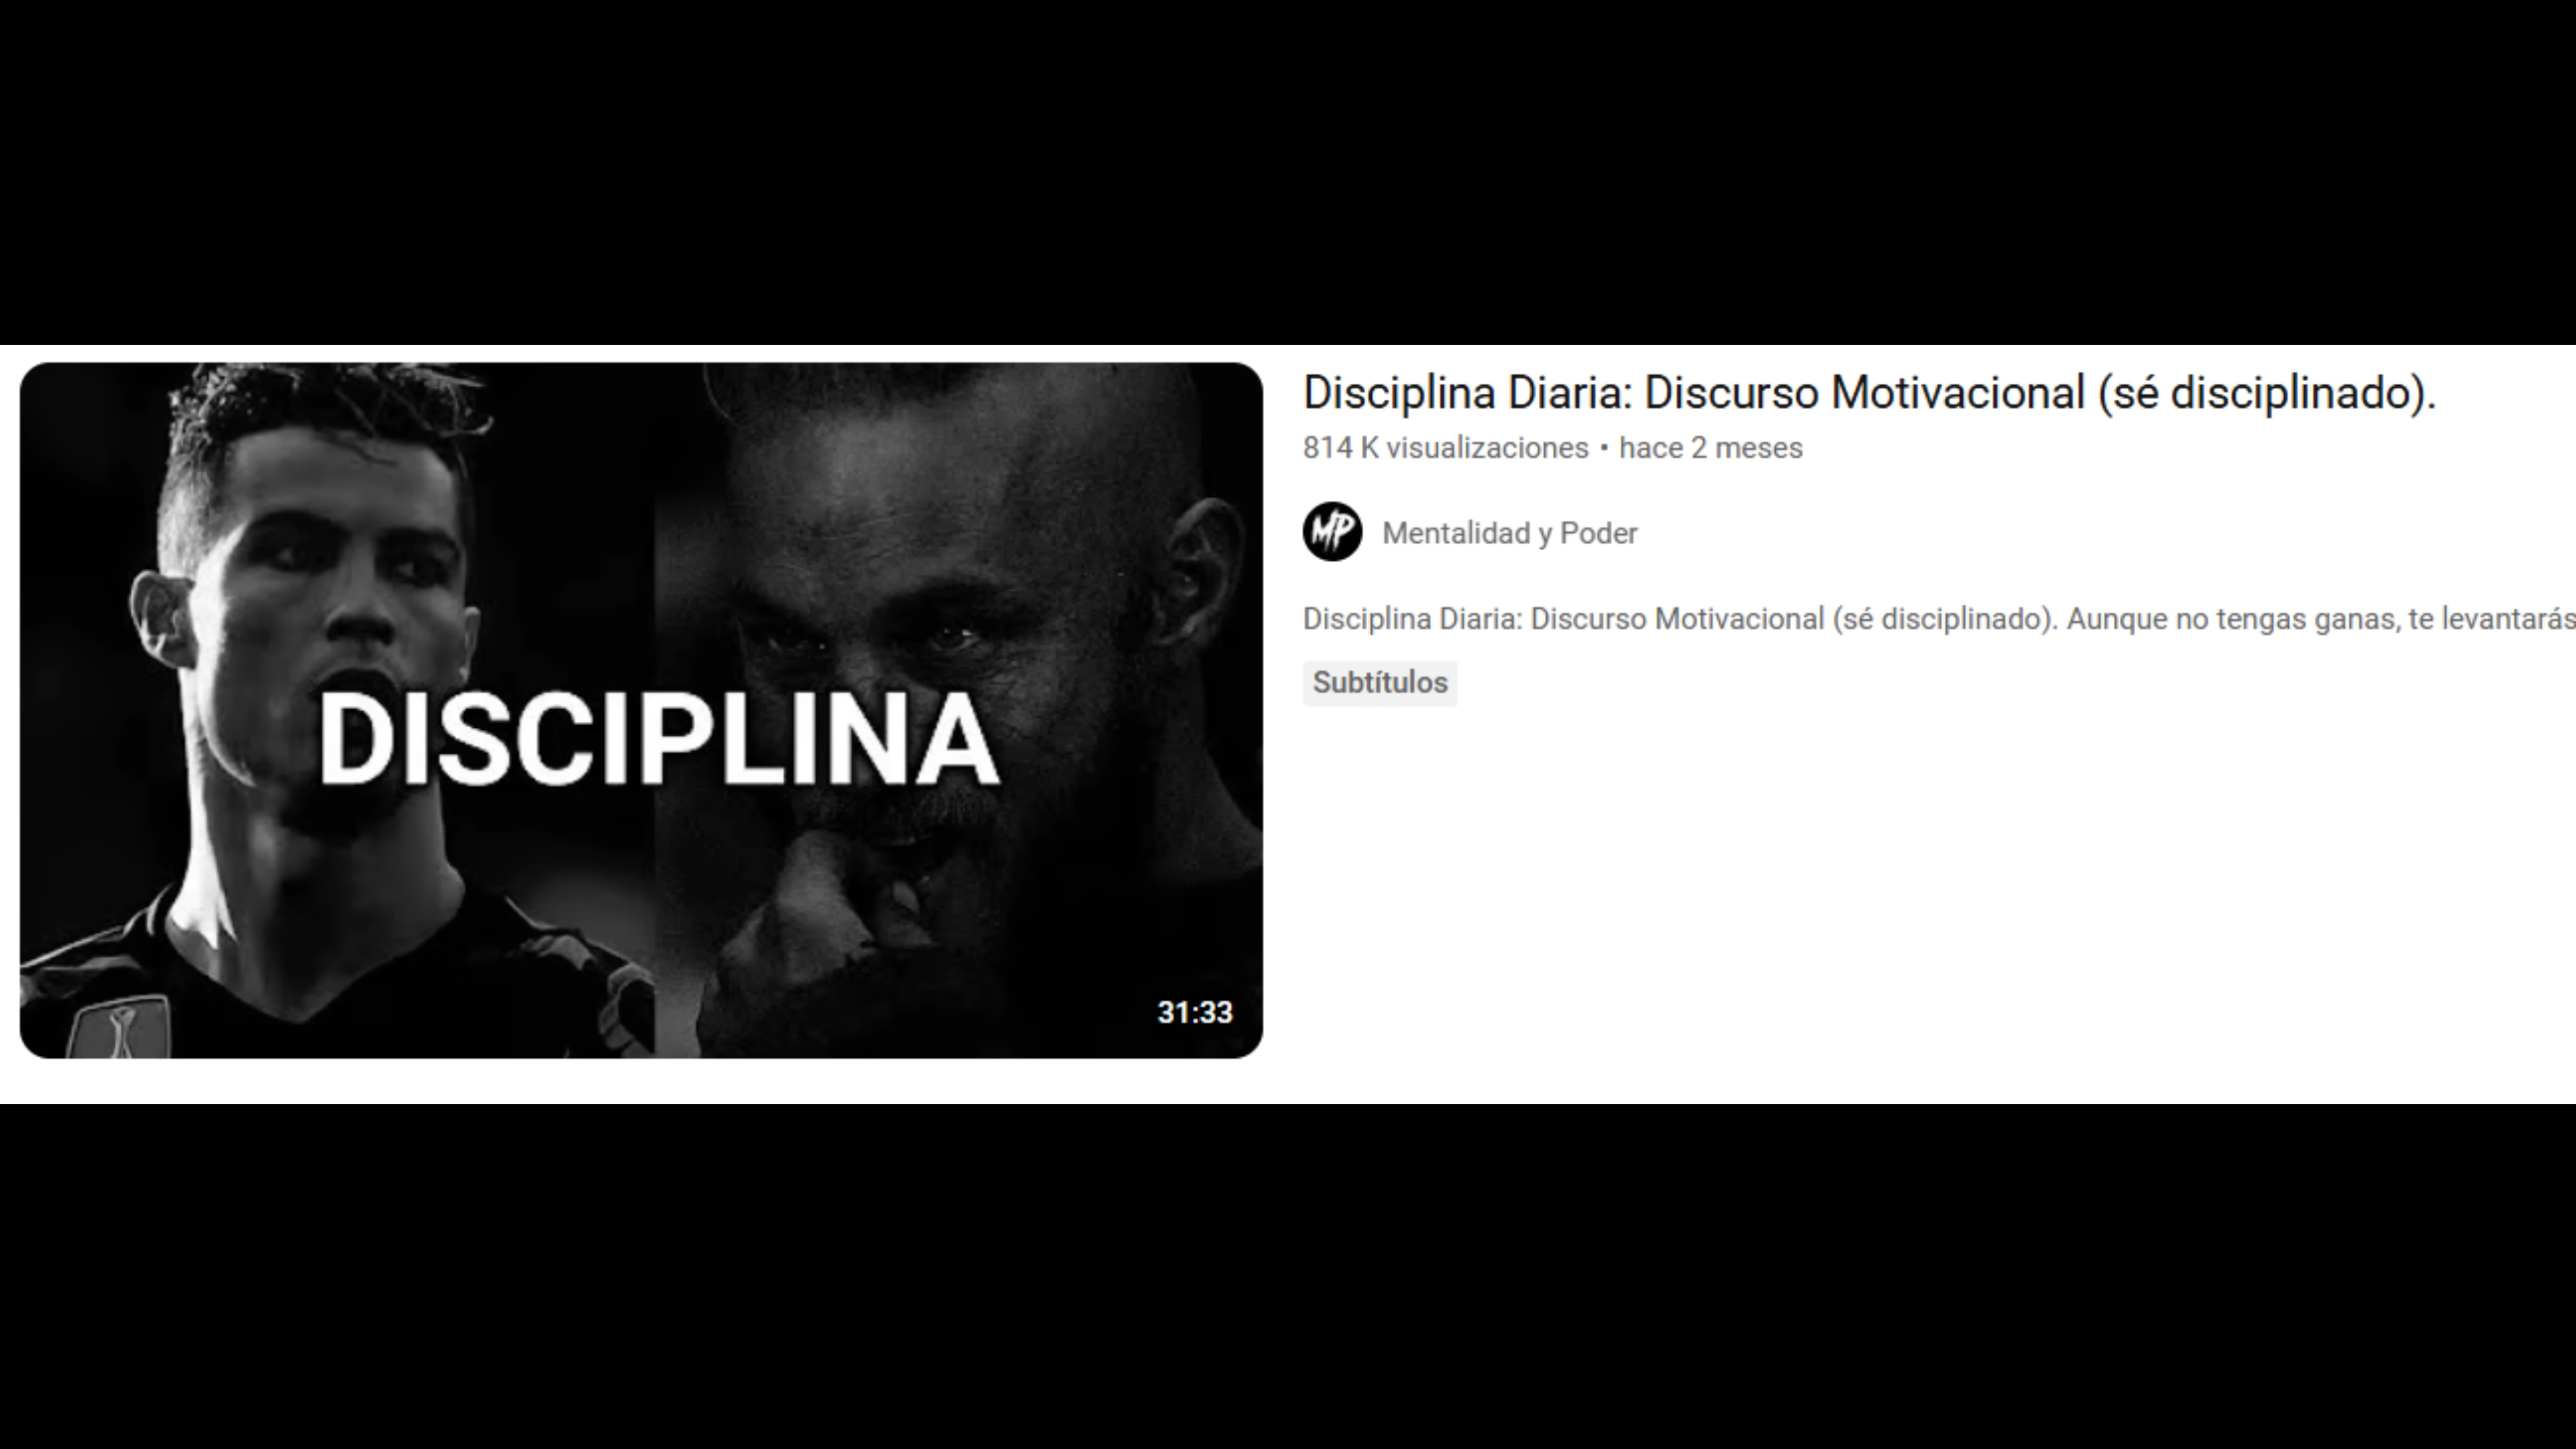 DISCIPLINA
31:33
Disciplina Diaria: Discurso Motivacional (sé disciplinado).
814 K visualizaciones • hace 2 meses
MP
Mentalidad y Poder
Disciplina Diaria: Discurso Motivacional (sé disciplinado). Aunque no tengas ganas, te levantarás
Subtítulos